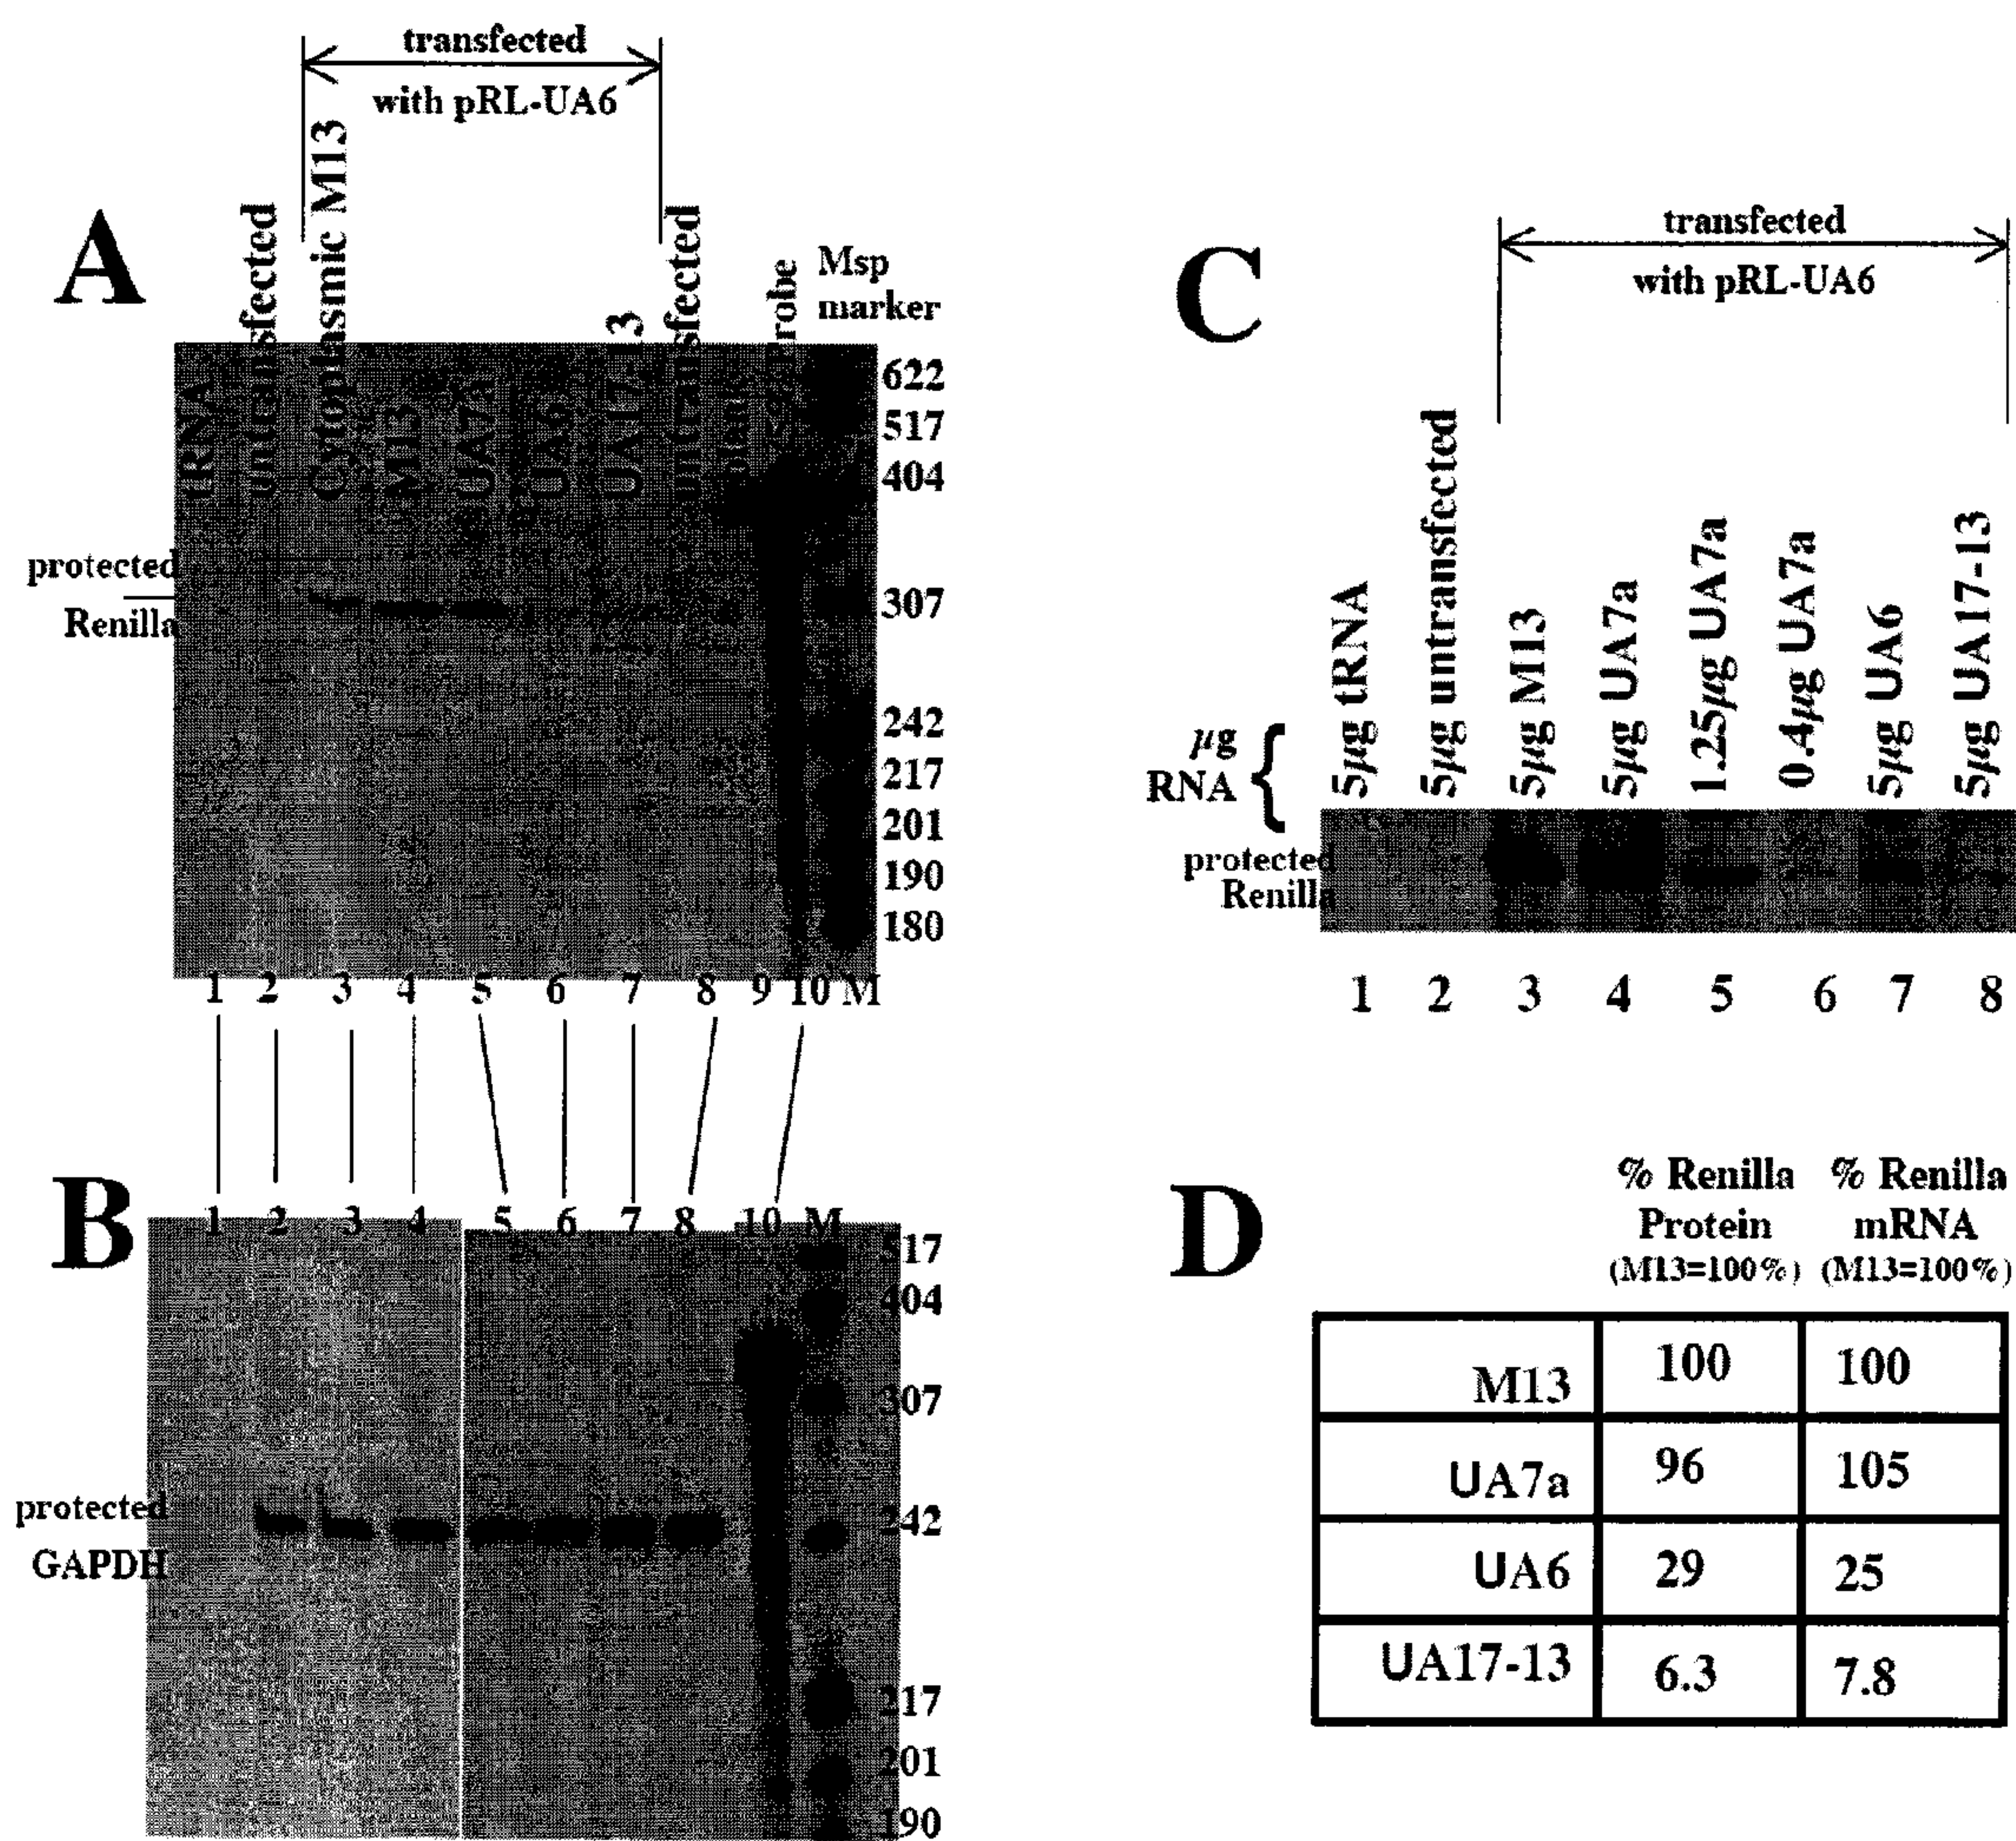 A
transfected
with pRL-UA6
tRNA
untransfected
Cytoplasmic M13
M13
UA7a
UA6
UA17-13
untransfected
Msp
marker
622
517
404
307
242
217
201
190
180
protected
Renilla
1 2 3 4 5 6 7 8 9 10 M
B
1 2 3 4 5 6 7 8 10 M
517
404
307
242
217
201
190
protected
GAPDH
C
transfected
with pRL-UA6
µg
RNA {
5µg tRNA
5µg untransfected
5µg M13
5µg UA7a
1.25µg UA7a
0.4µg UA7a
5µg UA6
5µg UA17-13
protected
Renilla
1 2 3 4 5 6 7 8
D
% Renilla Protein (M13=100%)
% Renilla mRNA (M13=100%)
M13 100 100
UA7a 96 105
UA6 29 25
UA17-13 6.3 7.8